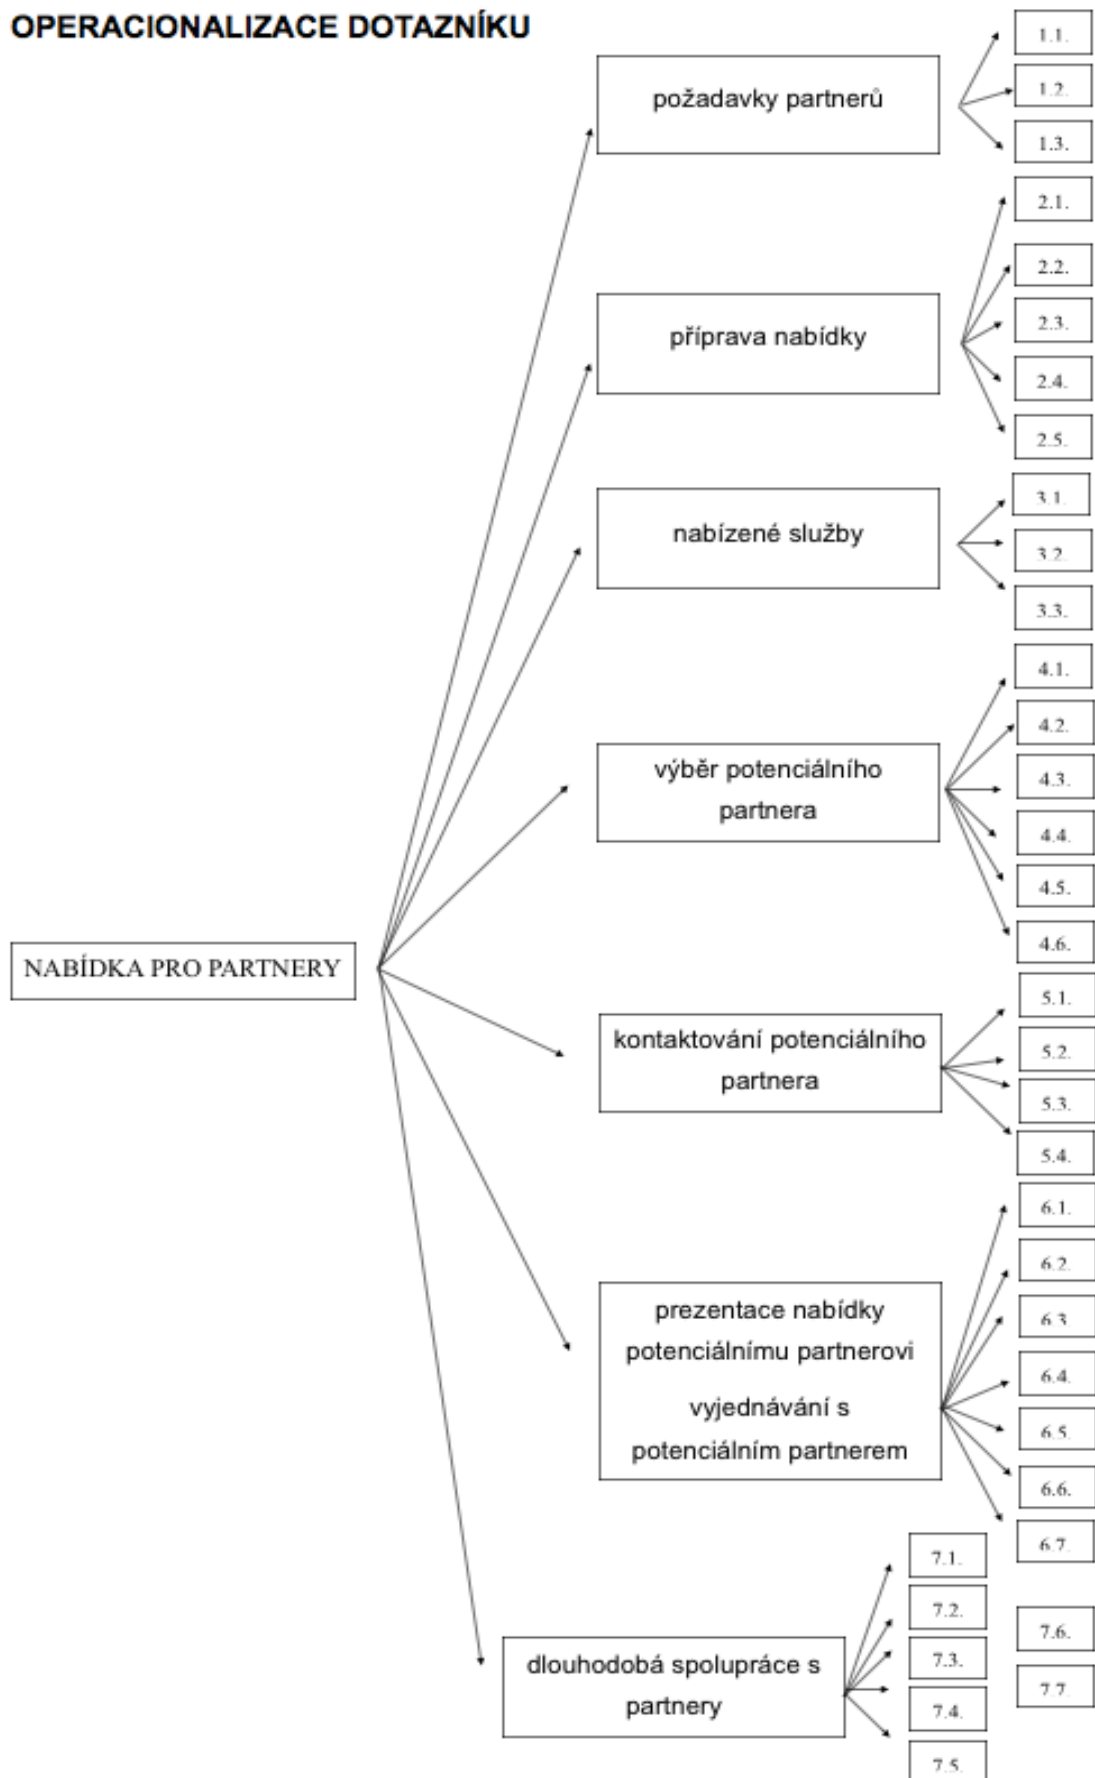 OPERACIONALIZACE DOTAZNÍKU
požadavky partnerů
1.1.
1.2.
1.3.
příprava nabídky
2.1.
2.2.
2.3.
2.4.
2.5.
nabízené služby
3.1.
3.2.
3.3.
výběr potenciálního
partnera
4.1.
4.2.
4.3.
4.4.
4.5.
4.6.
NABÍDKA PRO PARTNERY
kontaktování potenciálního
partnera
5.1.
5.2.
5.3.
5.4.
prezentace nabídky
potenciálnímu partnerovi
vyjednávání s
potenciálním partnerem
6.1.
6.2.
6.3
6.4.
6.5.
6.6.
6.7.
dlouhodobá spolupráce s
partnery
7.1.
7.2.
7.3.
7.4.
7.5.
7.6.
7.7.